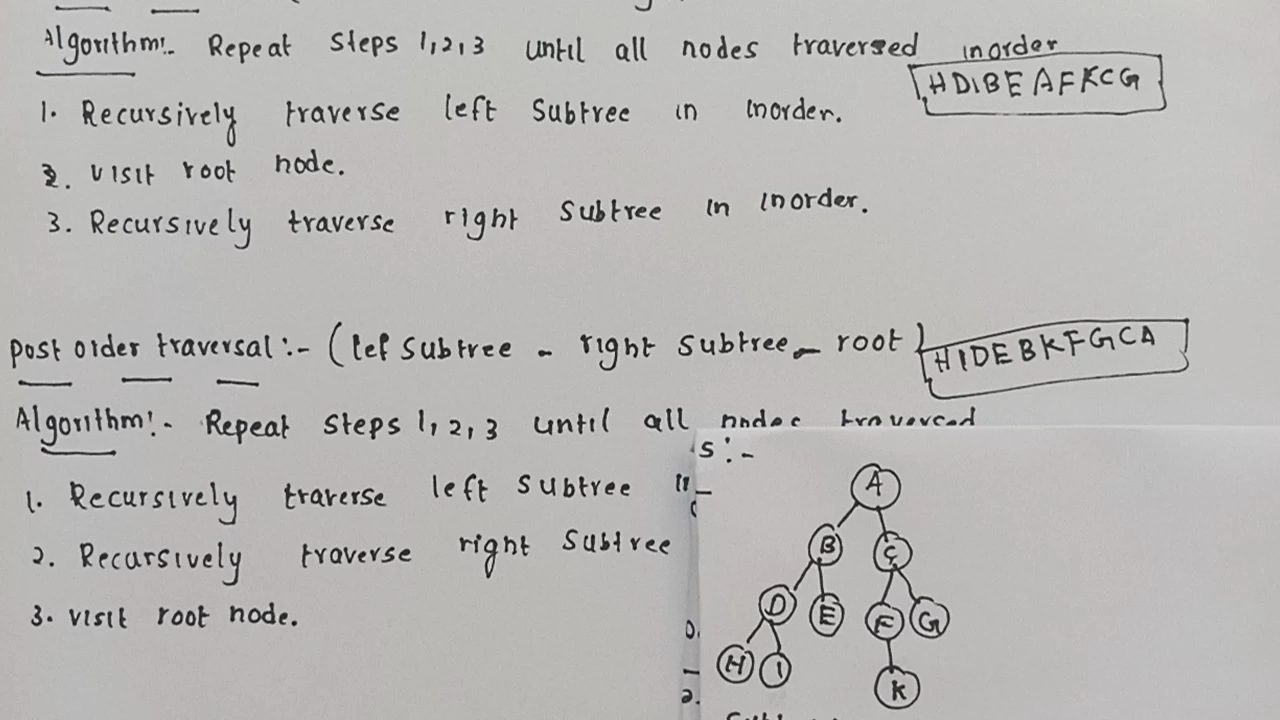 Algorithm:- Repeat steps 1,2,3 until all nodes traversed inorder
HDIBEAFKCG
1. Recursively traverse left subtree in inorder.
2. visit root node.
3. Recursively traverse right subtree in inorder.
post order traversal :- (lef subtree - right subtree - root)
HIDEBKFGCA
Algorithm:- Repeat steps 1,2,3 until all nodes traversed
s:-
1. Recursively traverse left subtree
2. Recursively traverse right subtree
3. visit root node.
A
B C
D E F G
H I K
2.